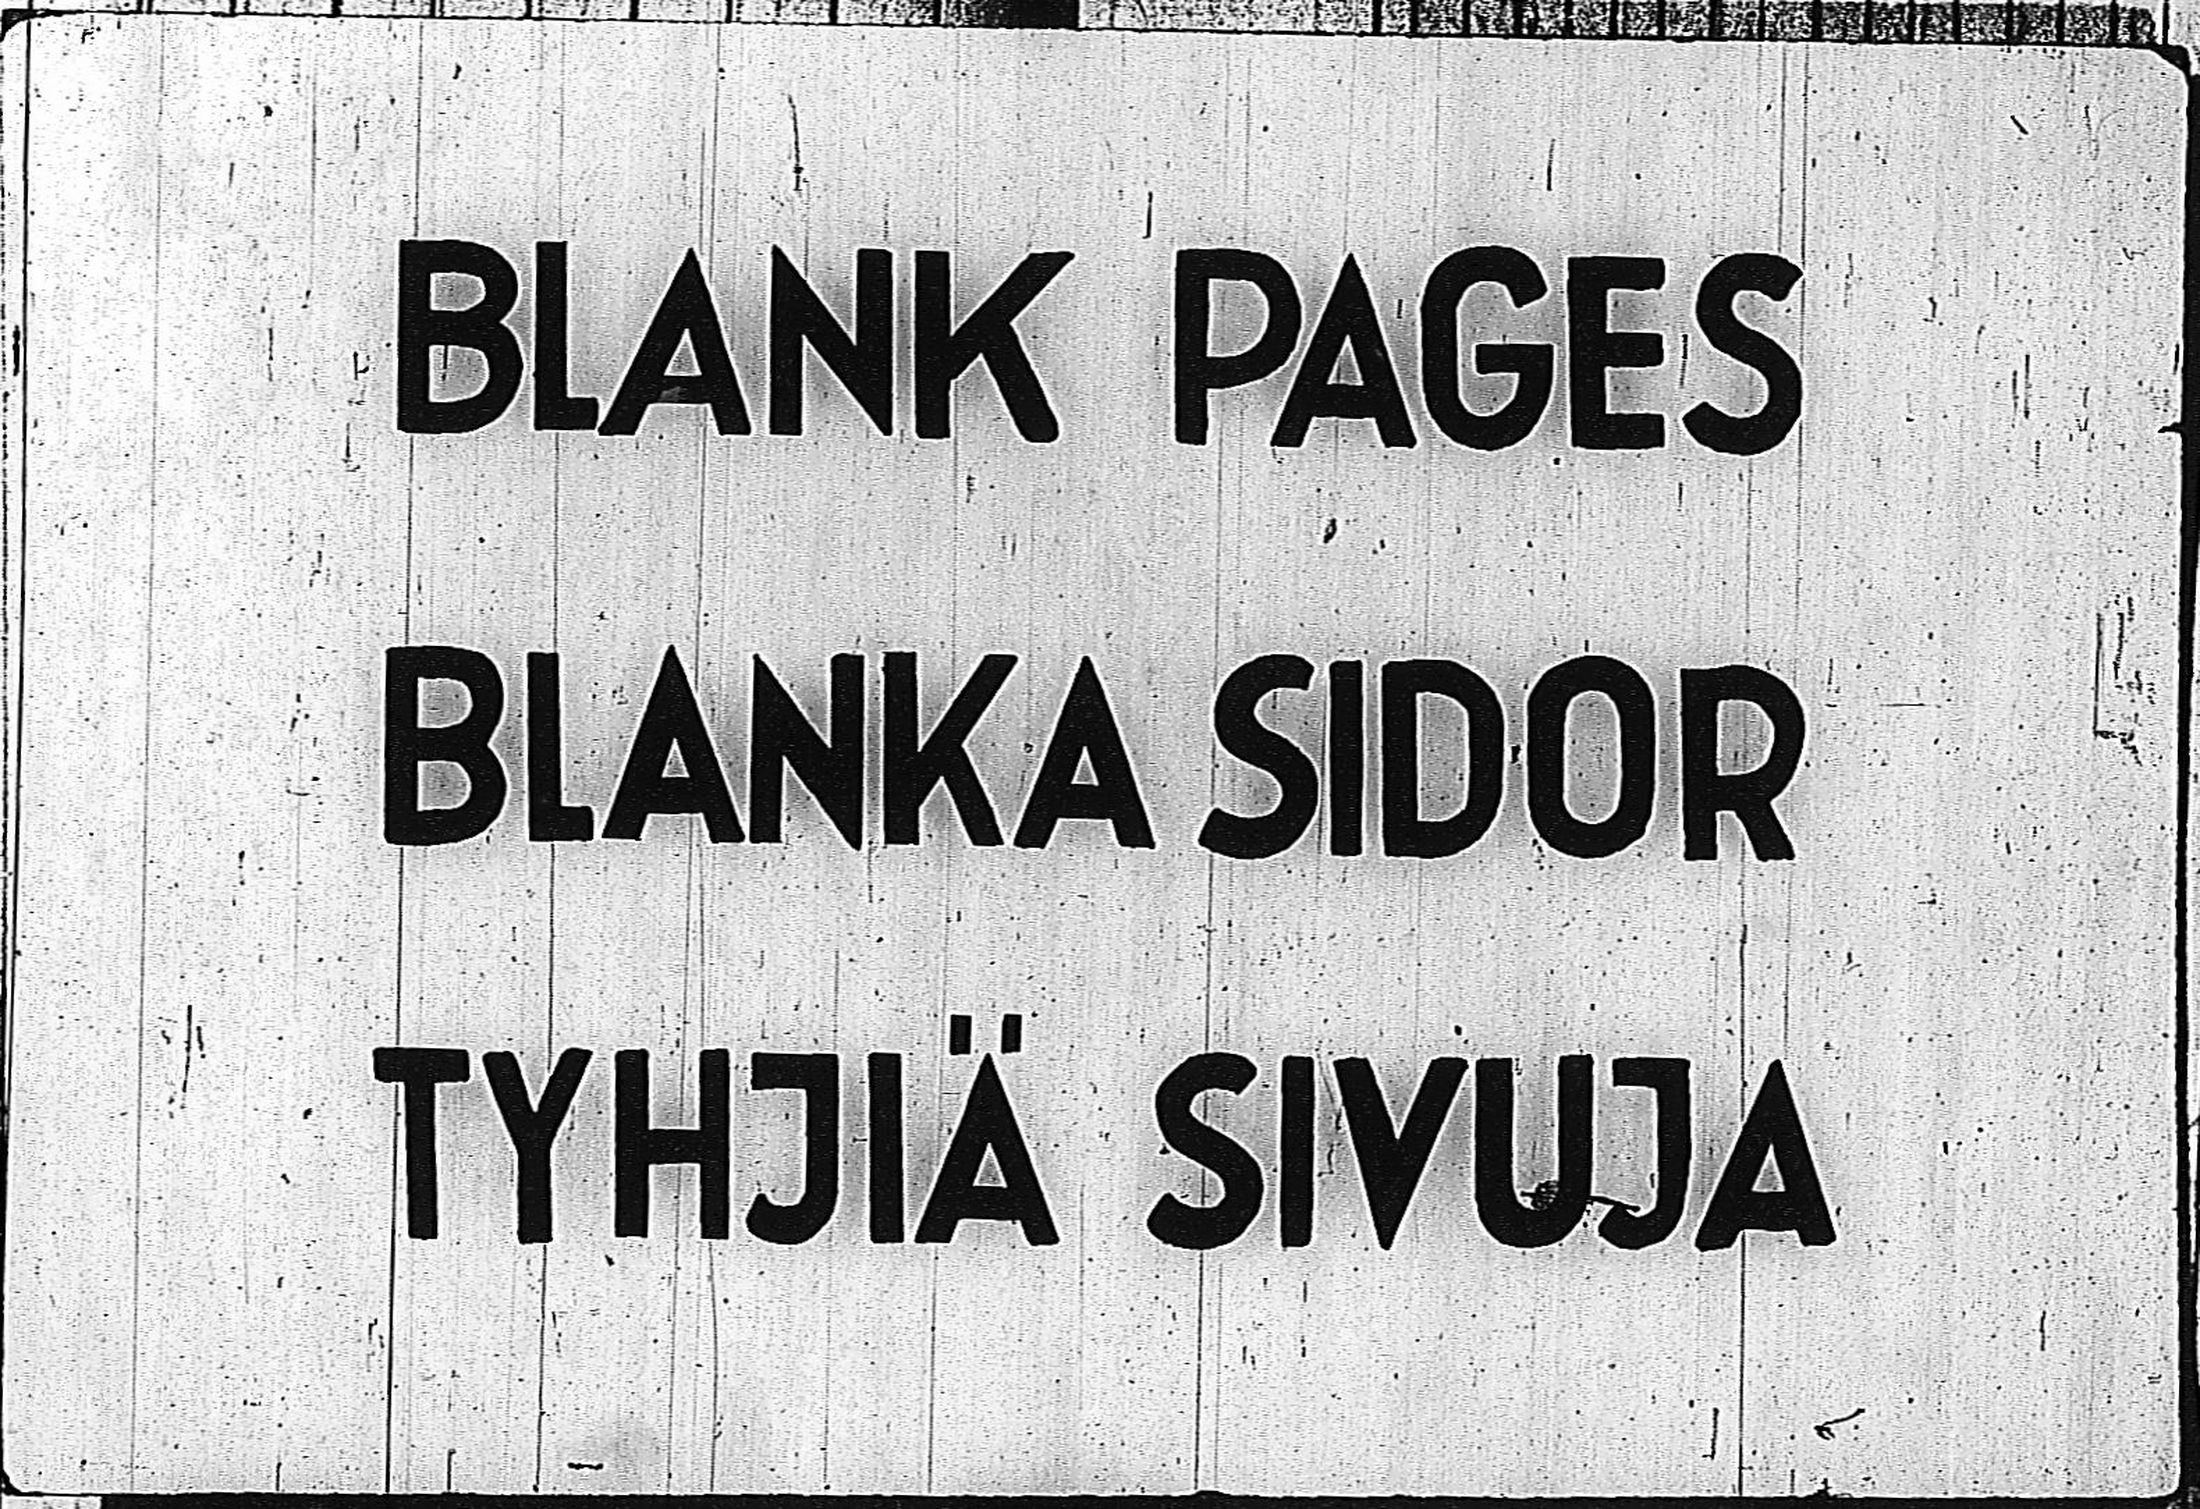 BLANK PAGES
BLANKA SIDOR
TYHJIÄ SIVUJA